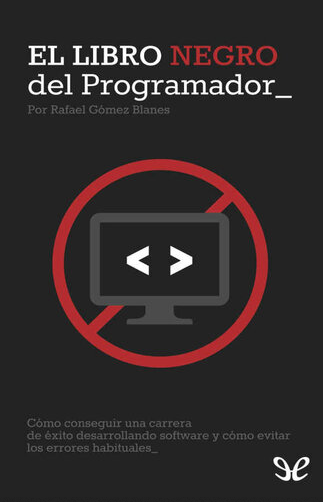 EL LIBRO NEGRO
del Programador_
Por Rafael Gómez Blanes
< >
Cómo conseguir una carrera
de éxito desarrollando software y cómo evitar
los errores habituales_